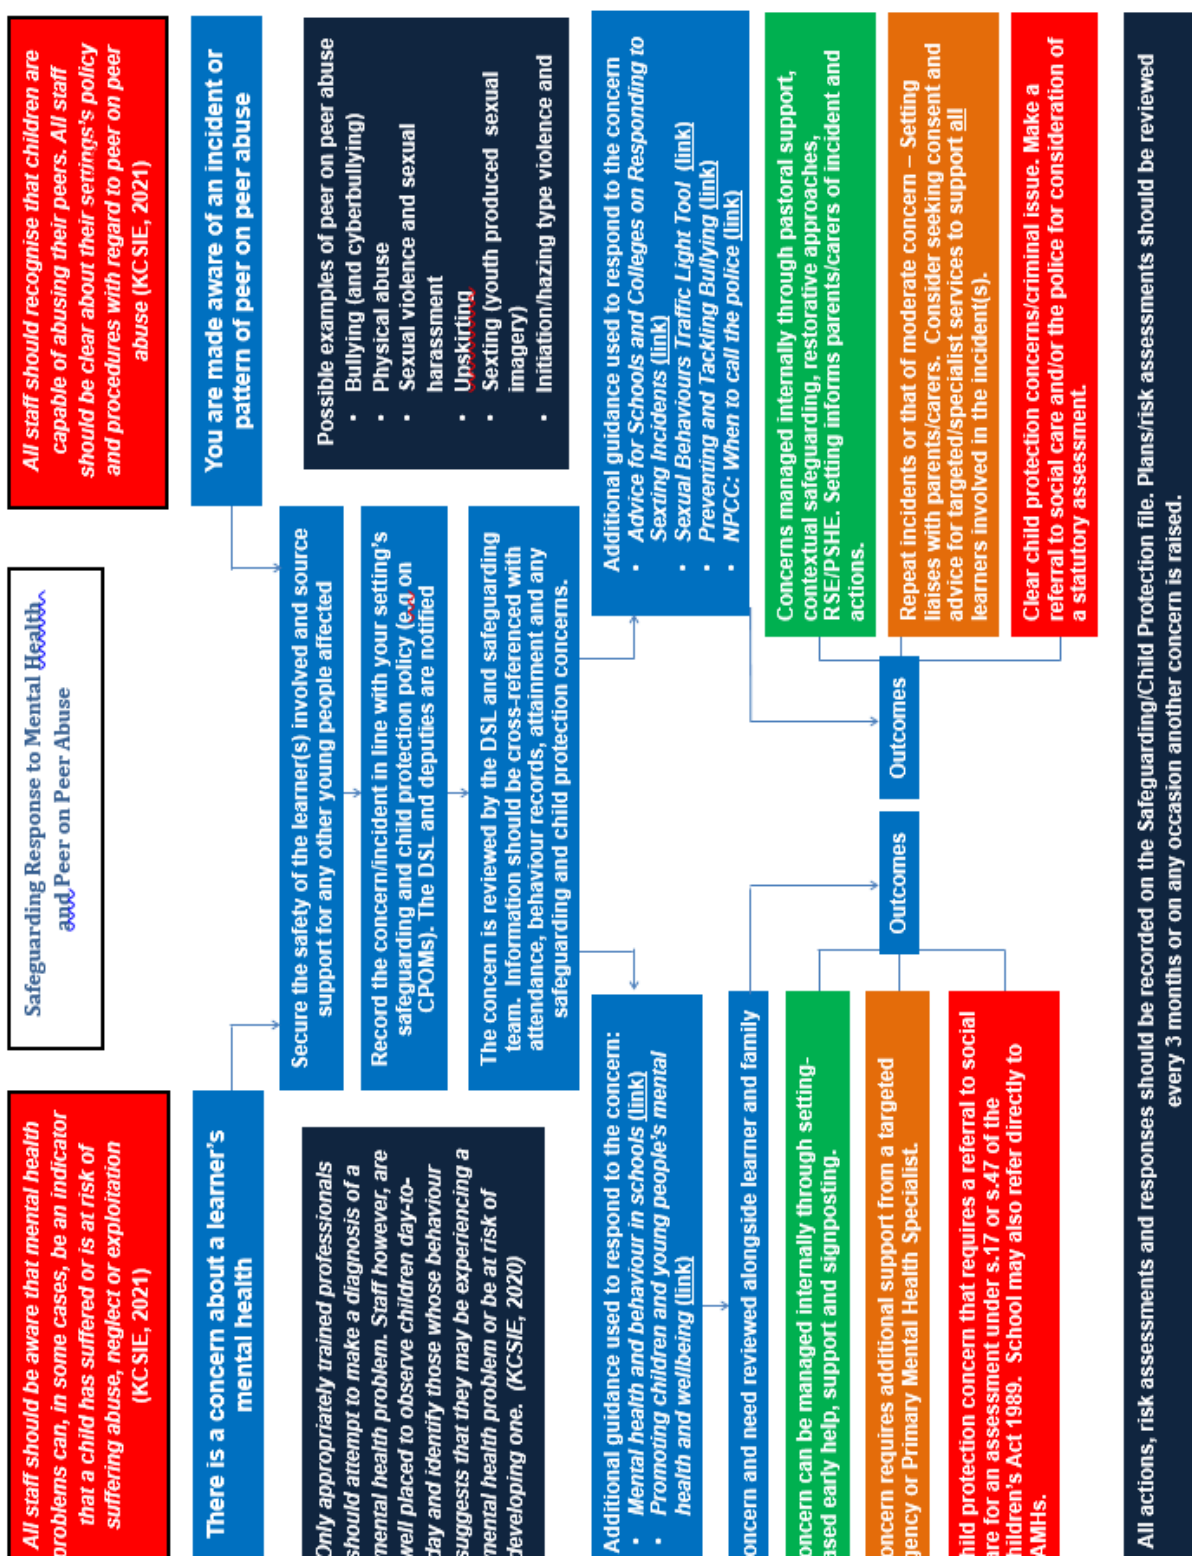 All staff should be aware that mental health
problems can, in some cases, be an indicator
that a child has suffered or is at risk of
suffering abuse, neglect or exploitation
(KCSIE, 2021)
Safeguarding Response to Mental Health
and Peer on Peer Abuse
All staff should recognise that children are
capable of abusing their peers. All staff
should be clear about their settings's policy
and procedures with regard to peer on peer
abuse (KCSIE, 2021)
There is a concern about a learner's
mental health
You are made aware of an incident or
pattern of peer on peer abuse
Secure the safety of the learner(s) involved and source
support for any other young people affected
Record the concern/incident in line with your setting's
safeguarding and child protection policy (e.g on
CPOMs). The DSL and deputies are notified
The concern is reviewed by the DSL and safeguarding
team. Information should be cross-referenced with
attendance, behaviour records, attainment and any
safeguarding and child protection concerns.
Only appropriately trained professionals
should attempt to make a diagnosis of a
mental health problem. Staff however, are
well placed to observe children day-to-
day and identify those whose behaviour
suggests that they may be experiencing a
mental health problem or be at risk of
developing one. (KCSIE, 2020)
Possible examples of peer on peer abuse
• Bullying (and cyberbullying)
• Physical abuse
• Sexual violence and sexual
harassment
• Upskirting
• Sexting (youth produced sexual
imagery)
• Initiation/hazing type violence and
Additional guidance used to respond to the concern:
• Mental health and behaviour in schools (link)
• Promoting children and young people's mental
health and wellbeing (link)
Additional guidance used to respond to the concern
• Advice for Schools and Colleges on Responding to
Sexting Incidents (link)
• Sexual Behaviours Traffic Light Tool (link)
• Preventing and Tackling Bullying (link)
• NPCC: When to call the police (link)
oncern and need reviewed alongside learner and family
oncern can be managed internally through setting-
ased early help, support and signposting.
oncern requires additional support from a targeted
gency or Primary Mental Health Specialist.
hild protection concern that requires a referral to social
are for an assessment under s.17 or s.47 of the
hildren's Act 1989. School may also refer directly to
AMHs.
Outcomes
Outcomes
Concerns managed internally through pastoral support,
contextual safeguarding, restorative approaches,
RSE/PSHE. Setting informs parents/carers of incident and
actions.
Repeat incidents or that of moderate concern – Setting
liaises with parents/carers. Consider seeking consent and
advice for targeted/specialist services to support all
learners involved in the incident(s).
Clear child protection concerns/criminal issue. Make a
referral to social care and/or the police for consideration of
a statutory assessment.
All actions, risk assessments and responses should be recorded on the Safeguarding/Child Protection file. Plans/risk assessments should be reviewed
every 3 months or on any occasion another concern is raised.